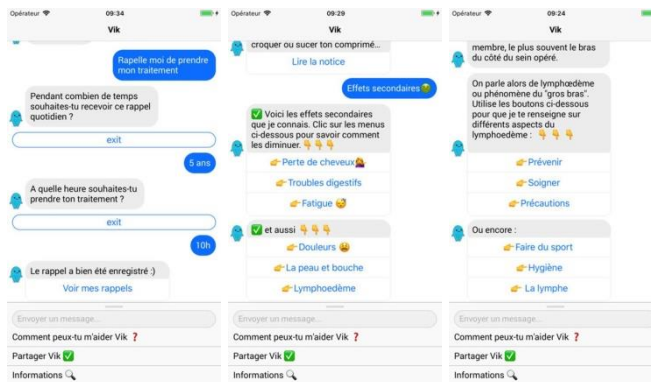 Opérateur
09:34
Vik
Rapelle moi de prendre
mon traitement
Pendant combien de temps
souhaites-tu recevoir ce rappel
quotidien ?
exit
5 ans
A quelle heure souhaites-tu
prendre ton traitement ?
exit
10h
Le rappel a bien été enregistré :)
Voir mes rappels
Envoyer un message...
Comment peux-tu m'aider Vik ❓
Partager Vik ✅
Informations 🔍
Opérateur
09:29
Vik
croquer ou sucer ton comprimé...
Lire la notice
Effets secondaires
✅ Voici les effets secondaires
que je connais. Clic sur les menus
ci-dessous pour savoir comment
les diminuer. 👇 👇 👇
👉 Perte de cheveux
👉 Troubles digestifs
👉 Fatigue
✅ et aussi 👇 👇 👇
👉 Douleurs
👉 La peau et bouche
👉 Lymphoedème
Envoyer un message...
Comment peux-tu m'aider Vik ❓
Partager Vik ✅
Informations 🔍
Opérateur
09:24
Vik
membre, le plus souvent le bras
du côté du sein opéré.
On parle alors de lymphœdème
ou phénomène du "gros bras".
Utilise les boutons ci-dessous
pour que je te renseigne sur
différents aspects du
lymphoedème : 👇 👇 👇
👉 Prévenir
👉 Soigner
👉 Précautions
Ou encore :
👉 Faire du sport
👉 Hygiène
👉 La lymphe
Envoyer un message...
Comment peux-tu m'aider Vik ❓
Partager Vik ✅
Informations 🔍